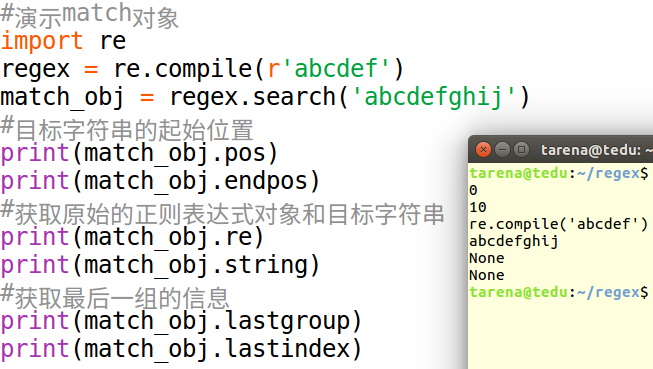 #演示match对象
import re
regex = re.compile(r'abcdef')
match_obj = regex.search('abcdefghij')
#目标字符串的起始位置
print(match_obj.pos)
print(match_obj.endpos)
#获取原始的正则表达式对象和目标字符串
print(match_obj.re)
print(match_obj.string)
#获取最后一组的信息
print(match_obj.lastgroup)
print(match_obj.lastindex)
tarena@tedu: ~
tarena@tedu:~/regex$
0
10
re.compile('abcdef')
abcdefghij
None
None
tarena@tedu:~/regex$